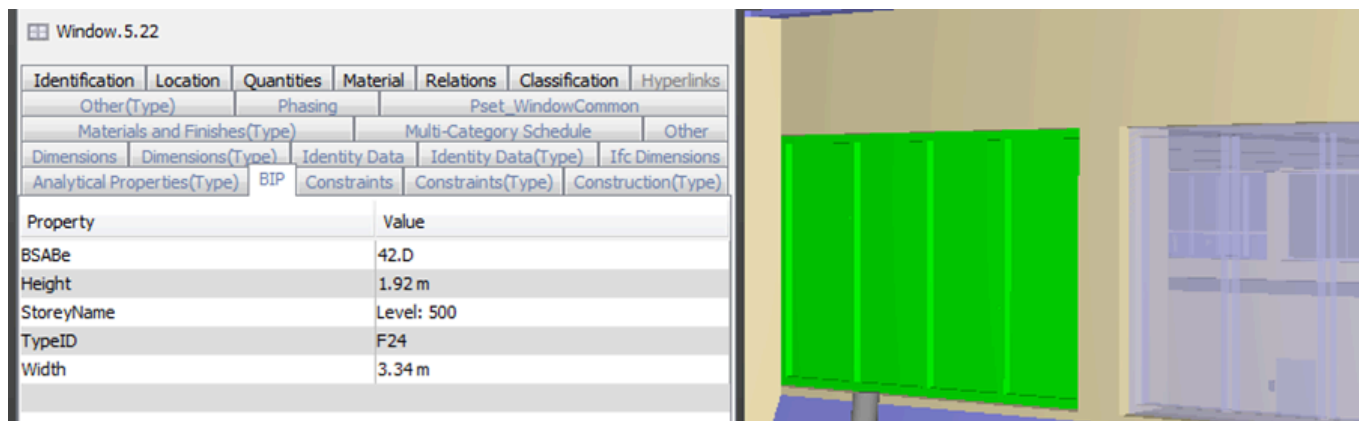 Window.5.22
Identification Location Quantities Material Relations Classification Hyperlinks
Other(Type) Phasing Pset_WindowCommon
Materials and Finishes(Type) Multi-Category Schedule Other
Dimensions Dimensions(Type) Identity Data Identity Data(Type) Ifc Dimensions
Analytical Properties(Type) BIP Constraints Constraints(Type) Construction(Type)
Property Value
BSABe 42.D
Height 1.92 m
StoreyName Level: 500
TypeID F24
Width 3.34 m